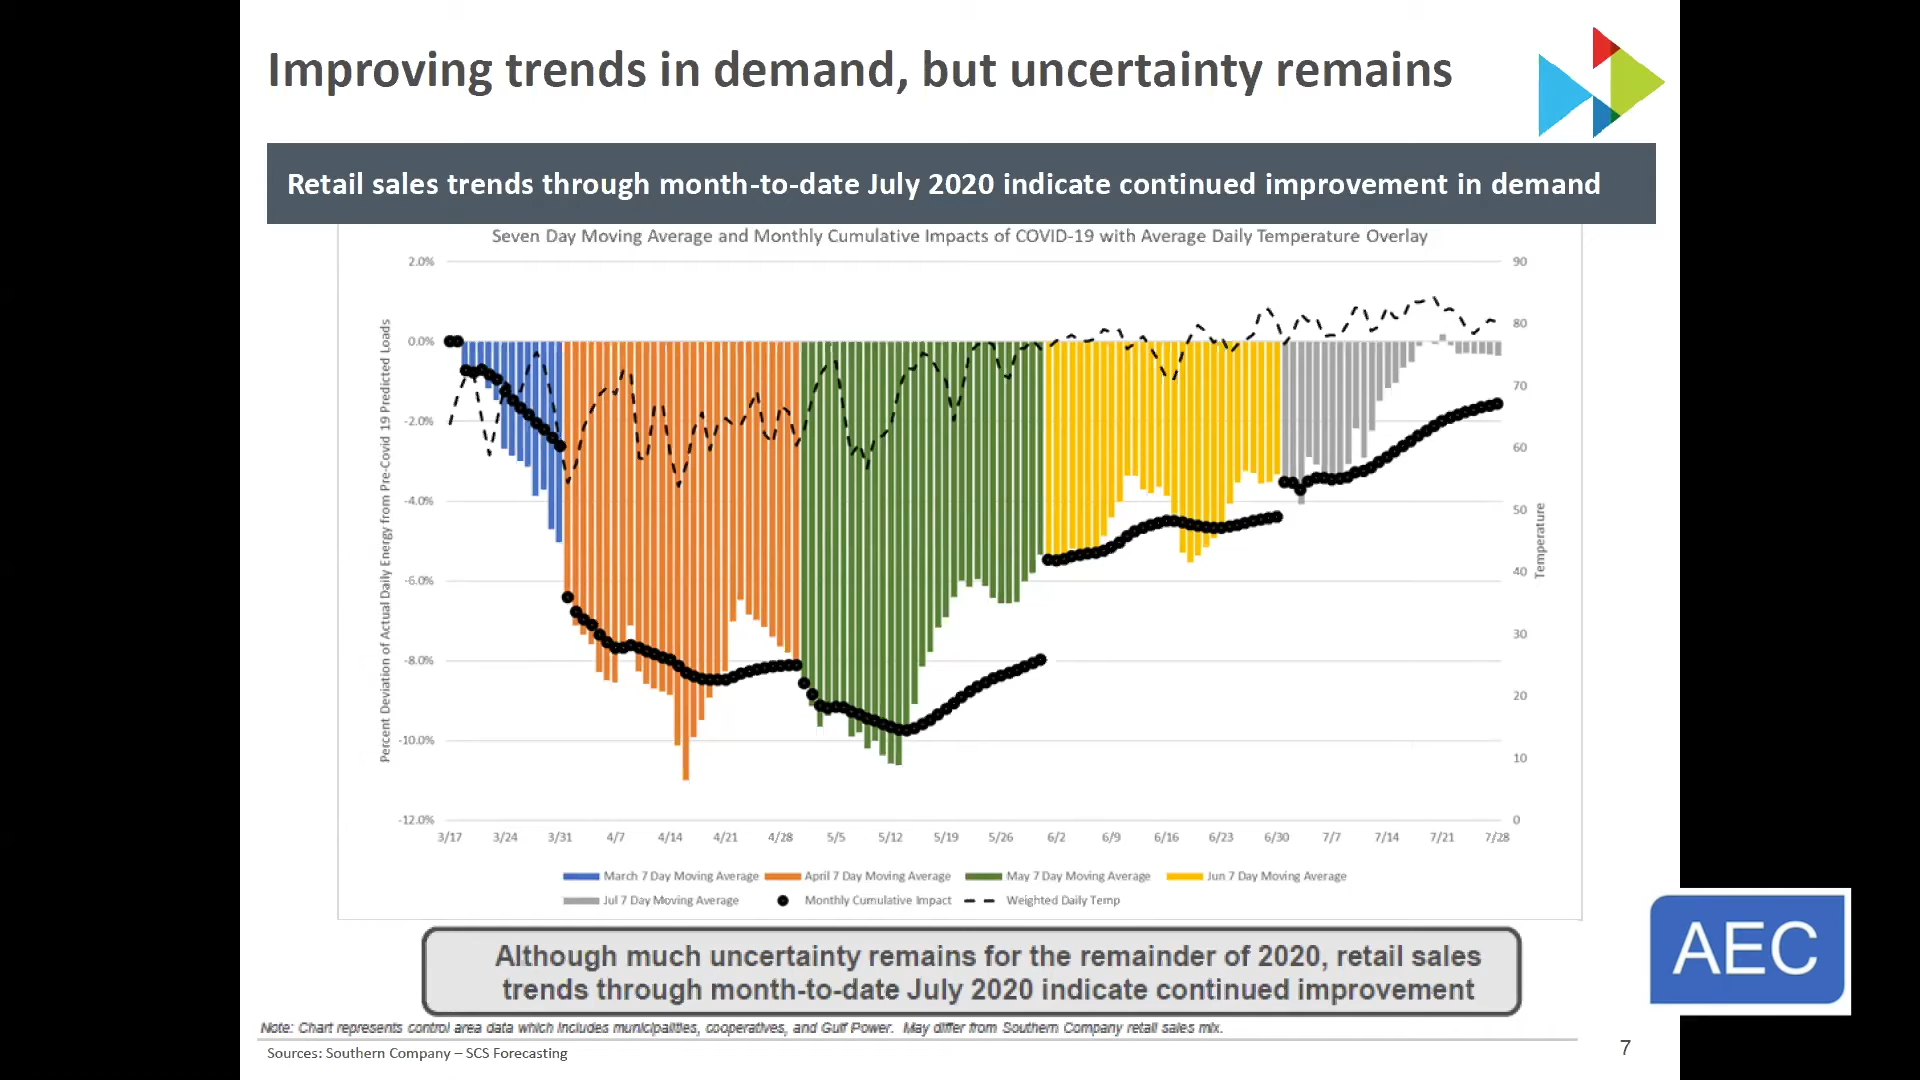 Improving trends in demand, but uncertainty remains
Retail sales trends through month-to-date July 2020 indicate continued improvement in demand
Seven Day Moving Average and Monthly Cumulative Impacts of COVID-19 with Average Daily Temperature Overlay
Percent Deviation of Actual Daily Energy from Pre-Covid 19 Predicted Loads
2.0%
0.0%
-2.0%
-4.0%
-6.0%
-8.0%
-10.0%
-12.0%
90
80
70
60
50
40
30
20
10
0
Temperature
3/17 3/24 3/31 4/7 4/14 4/21 4/28 5/5 5/12 5/19 5/26 6/2 6/9 6/16 6/23 6/30 7/7 7/14 7/21 7/28
March 7 Day Moving Average April 7 Day Moving Average May 7 Day Moving Average Jun 7 Day Moving Average
Jul 7 Day Moving Average Monthly Cumulative Impact Weighted Daily Temp
Although much uncertainty remains for the remainder of 2020, retail sales
trends through month-to-date July 2020 indicate continued improvement
AEC
Note: Chart represents control area data which includes municipalities, cooperatives, and Gulf Power. May differ from Southern Company retail sales mix.
Sources: Southern Company – SCS Forecasting
7